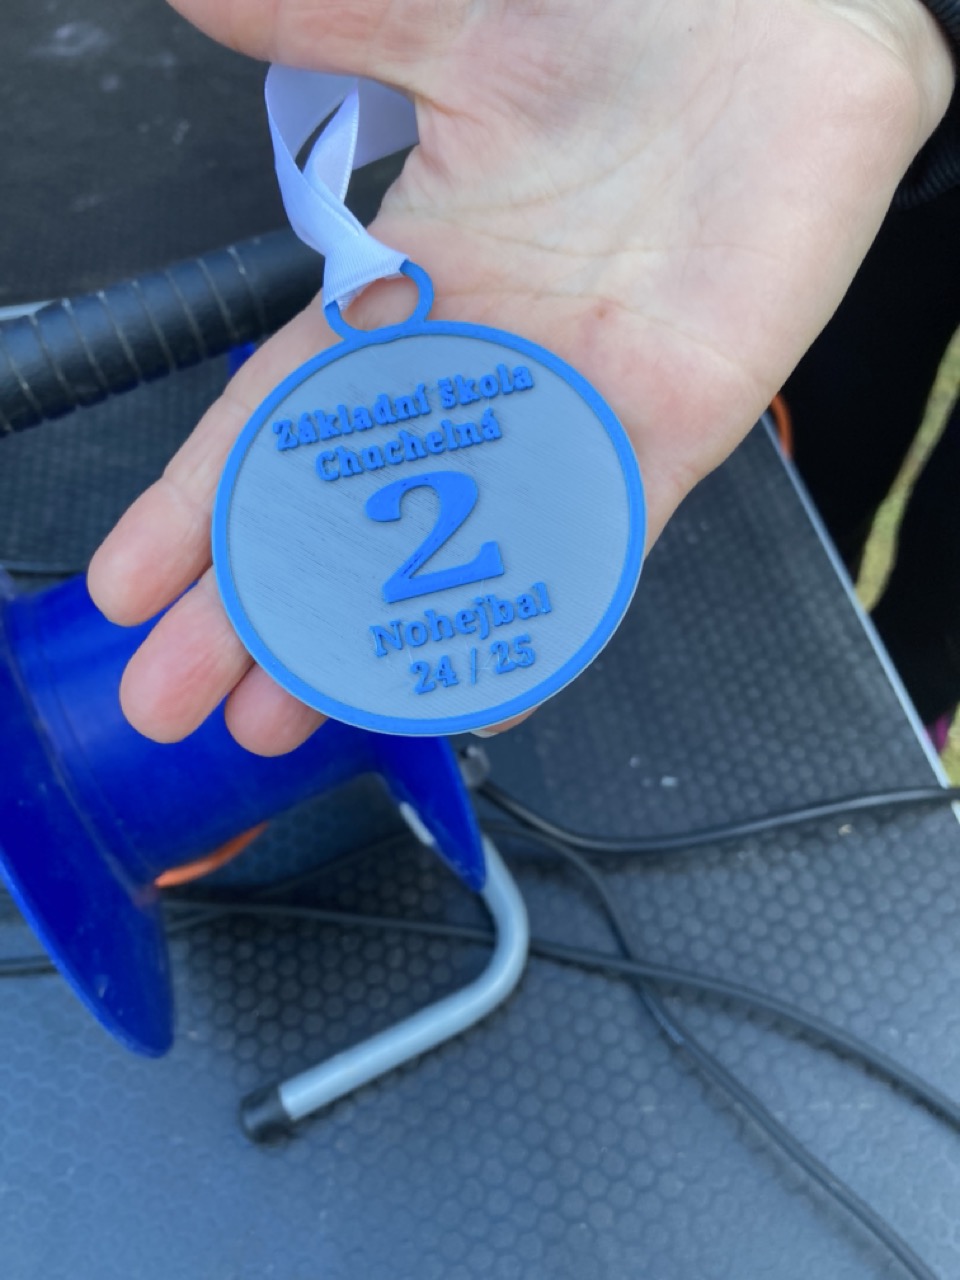 Základní škola
Chuchelná
2
Nohejbal
24 / 25